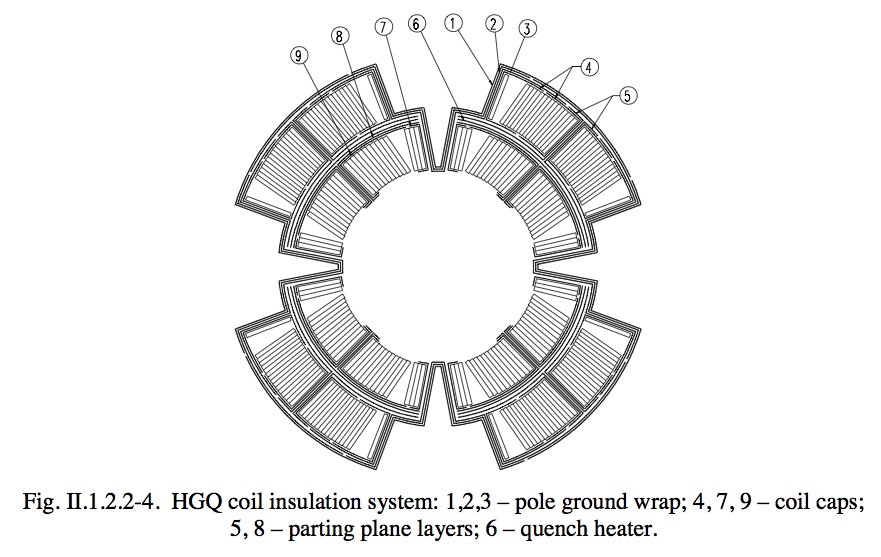 9 8 7 6 1 2 3 4 5
Fig. II.1.2.2-4. HGQ coil insulation system: 1,2,3 – pole ground wrap; 4, 7, 9 – coil caps;
5, 8 – parting plane layers; 6 – quench heater.